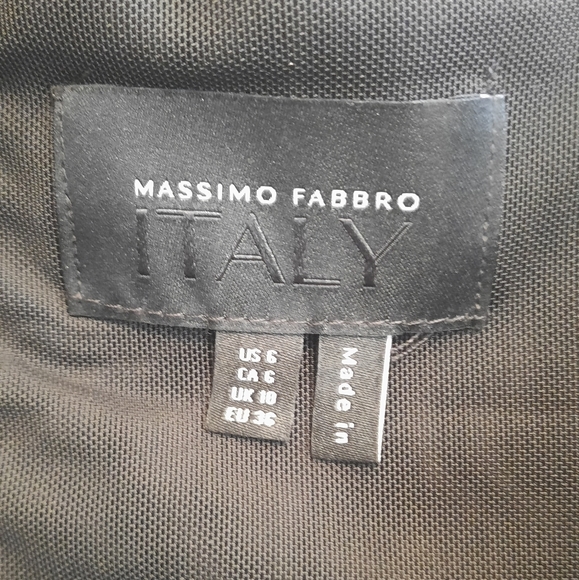 MASSIMO FABBRO
ITALY
US 6
CA 6
UK 10
EU 36
Made in